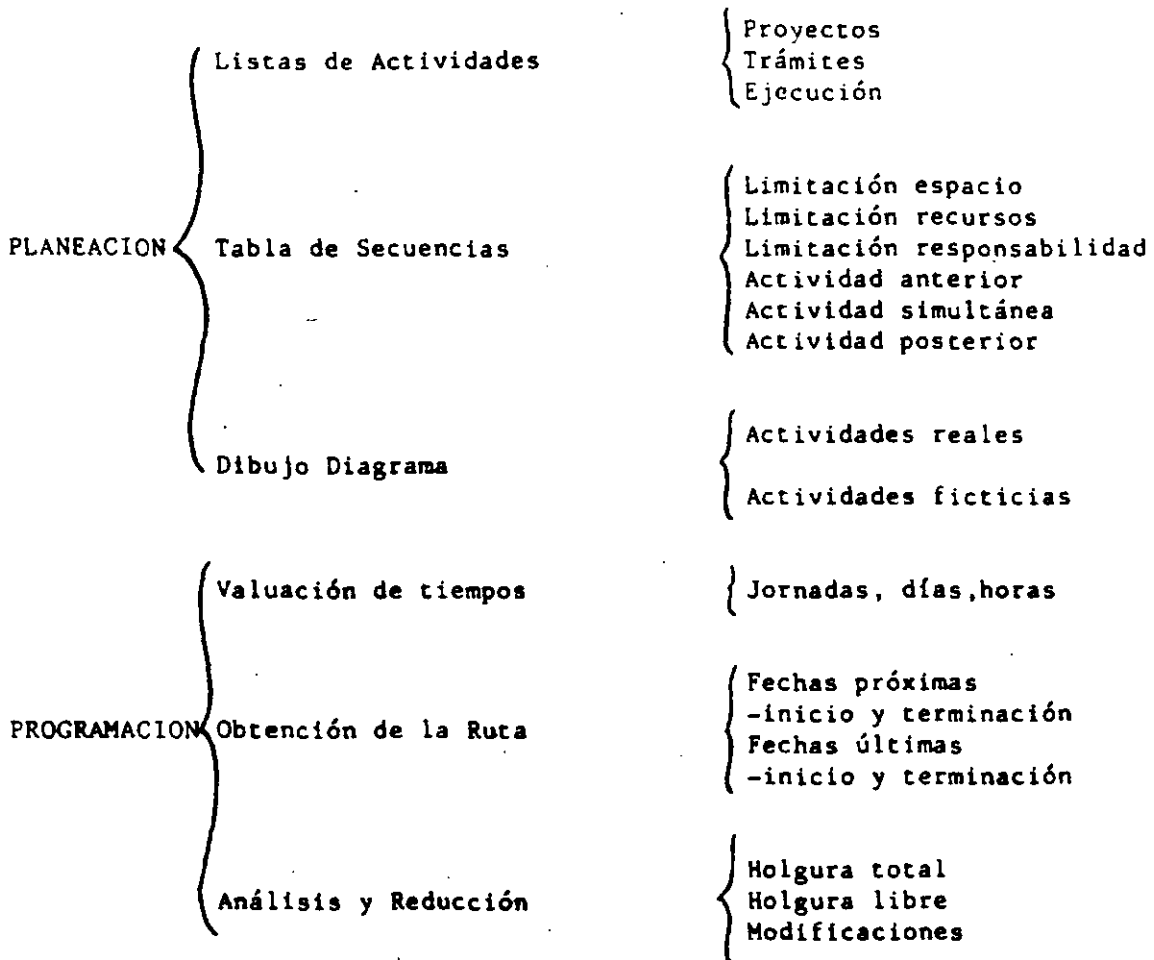 Listas de Actividades
Proyectos
Trámites
Ejecución
PLANEACION
Tabla de Secuencias
Limitación espacio
Limitación recursos
Limitación responsabilidad
Actividad anterior
Actividad simultánea
Actividad posterior
Dibujo Diagrama
Actividades reales
Actividades ficticias
Valuación de tiempos
Jornadas, días,horas
PROGRAMACION
Obtención de la Ruta
Fechas próximas
-inicio y terminación
Fechas últimas
-inicio y terminación
Análisis y Reducción
Holgura total
Holgura libre
Modificaciones